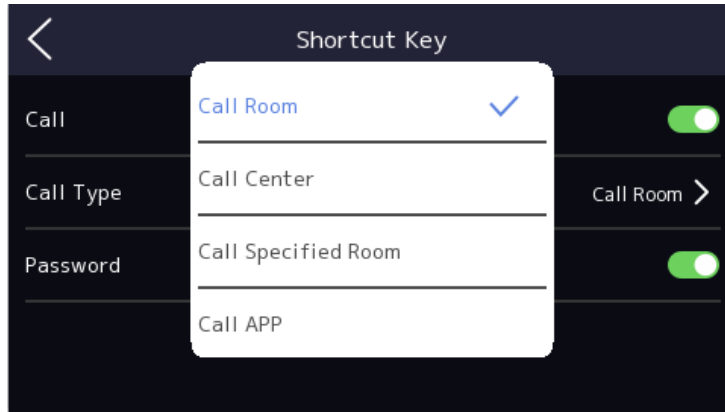 Shortcut Key
Call
Call Type
Call Room
Password
Call Room
Call Center
Call Specified Room
Call APP